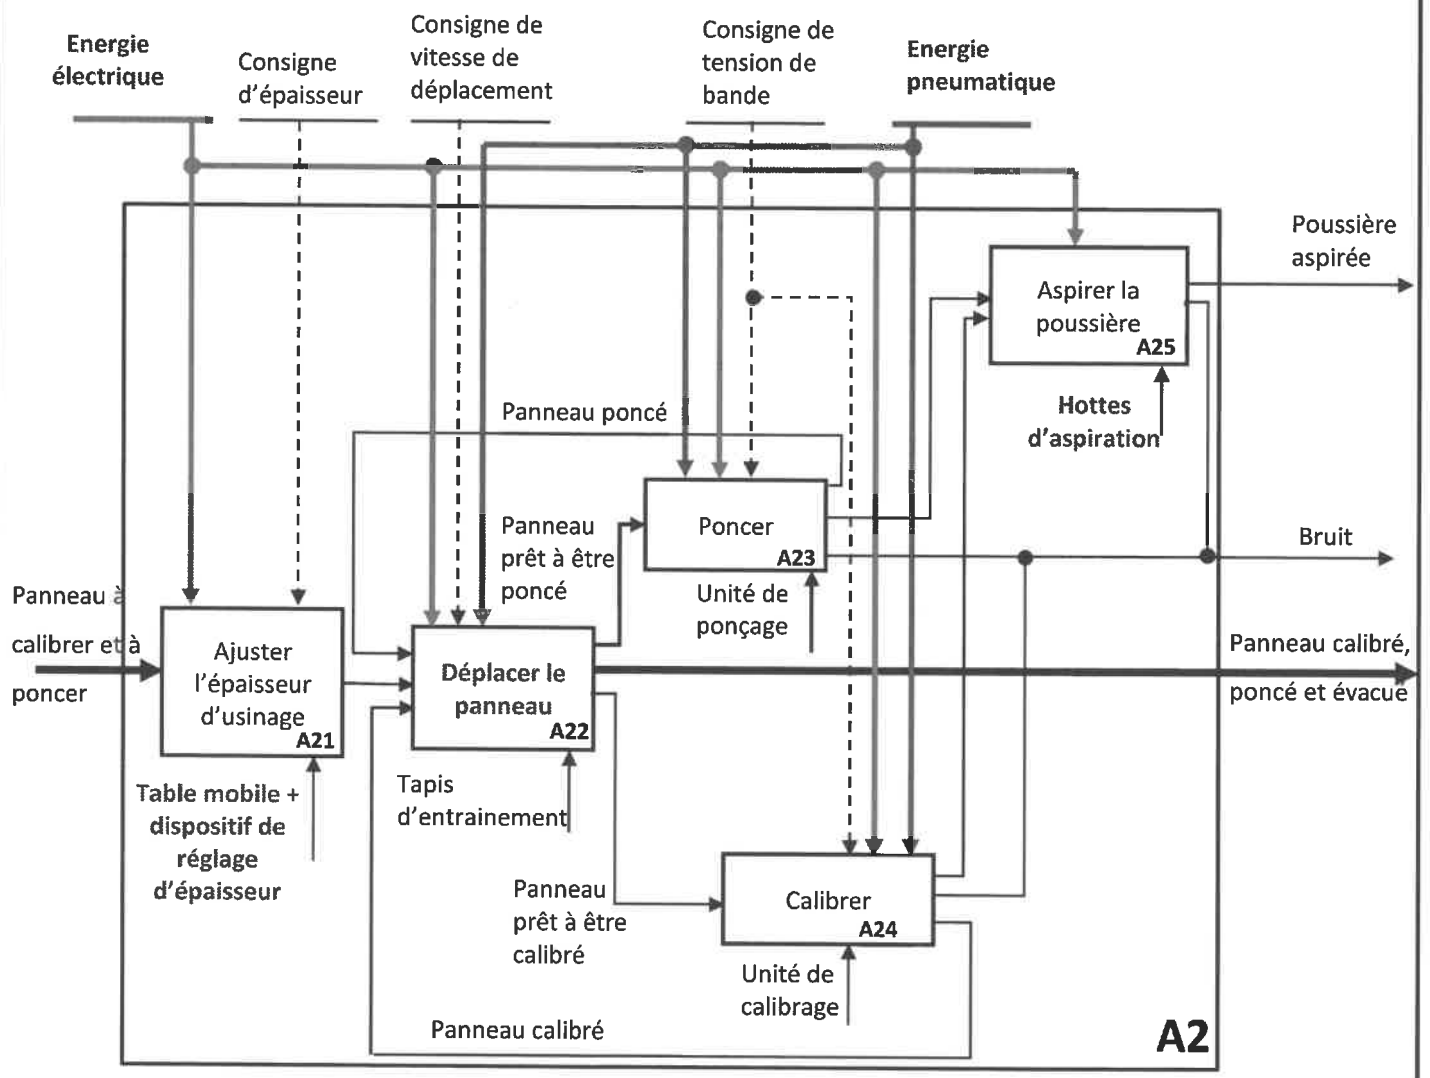 Energie
électrique
Consigne
d'épaisseur
Consigne de
vitesse de
déplacement
Consigne de
tension de
bande
Energie
pneumatique
Poussière
aspirée
Aspirer la
poussière
A25
Hottes
d'aspiration
Panneau poncé
Panneau
prêt à être
poncé
Poncer
A23
Unité de
ponçage
Bruit
Panneau à
calibrer et à
poncer
Ajuster
l'épaisseur
d'usinage
A21
Déplacer le
panneau
A22
Panneau calibré,
poncé et évacué
Table mobile +
dispositif de
réglage
d'épaisseur
Tapis
d'entrainement
Panneau
prêt à être
calibré
Calibrer
A24
Unité de
calibrage
Panneau calibré
A2